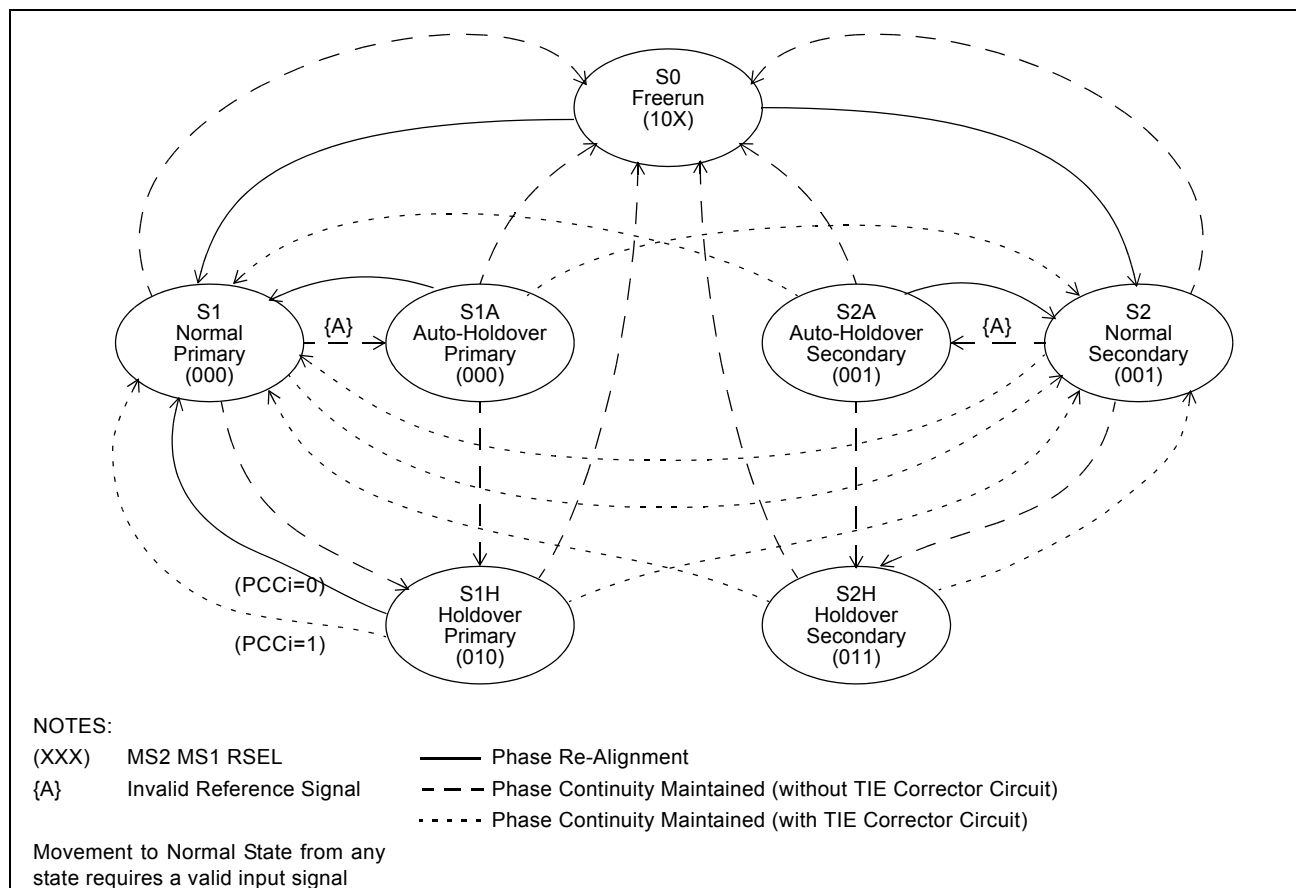 S0
Freerun
(10X)
S1
Normal
Primary
(000)
{A}
S1A
Auto-Holdover
Primary
(000)
S2A
Auto-Holdover
Secondary
(001)
{A}
S2
Normal
Secondary
(001)
(PCCi=0)
(PCCi=1)
S1H
Holdover
Primary
(010)
S2H
Holdover
Secondary
(011)
NOTES:
(XXX) MS2 MS1 RSEL
{A} Invalid Reference Signal
Phase Re-Alignment
Phase Continuity Maintained (without TIE Corrector Circuit)
Phase Continuity Maintained (with TIE Corrector Circuit)
Movement to Normal State from any
state requires a valid input signal